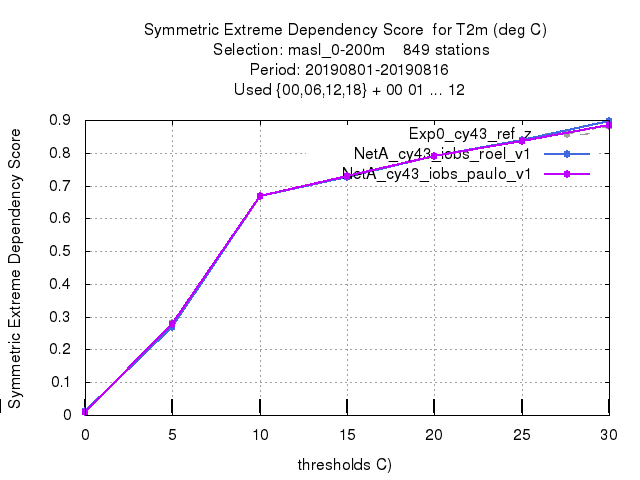 Symmetric Extreme Dependency Score  for T2m (deg C)
Selection: masl_0-200m    849 stations
Period: 20190801-20190816
Used {00,06,12,18} + 00 01 ... 12
Symmetric Extreme Dependency Score
0.9
0.8
0.7
0.6
0.5
0.4
0.3
0.2
0.1
0
Exp0_cy43_ref_z
NetA_cy43_iobs_roel_v1
NetA_cy43_iobs_paulo_v1
0 5 10 15 20 25 30
thresholds C)